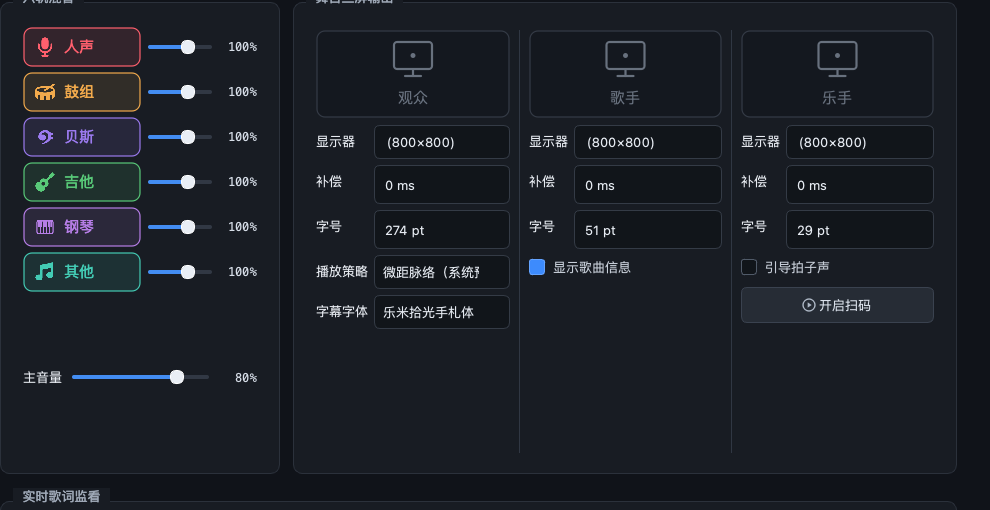 人声 100%
鼓组 100%
贝斯 100%
吉他 100%
钢琴 100%
其他 100%
主音量 80%
观众
显示器 (800×800)
补偿 0 ms
字号 274 pt
播放策略 微距脉络（系统
字幕字体 乐米拾光手札体
歌手
显示器 (800×800)
补偿 0 ms
字号 51 pt
显示歌曲信息
乐手
显示器 (800×800)
补偿 0 ms
字号 29 pt
引导拍子声
开启扫码
实时歌词监看